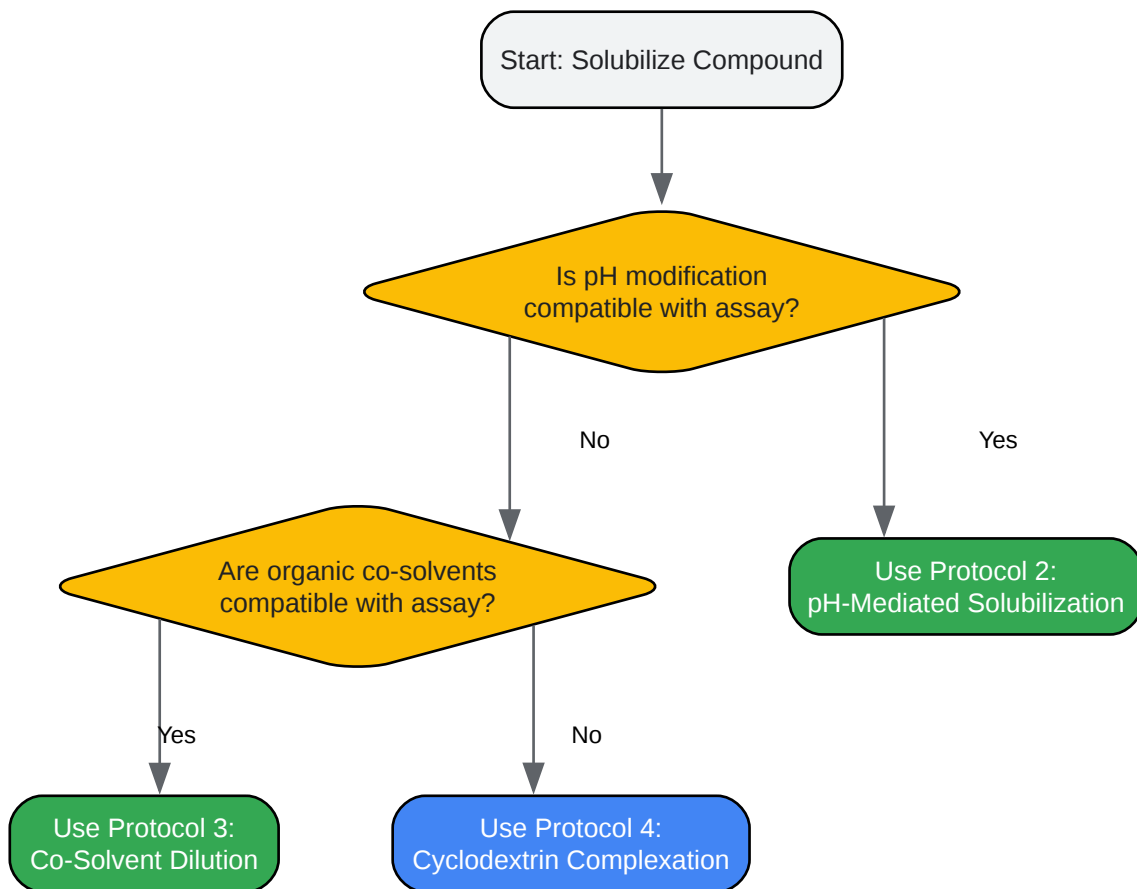 Start: Solubilize Compound
Is pH modification
compatible with assay?
No
Yes
Are organic co-solvents
compatible with assay?
Use Protocol 2:
pH-Mediated Solubilization
Yes
No
Use Protocol 3:
Co-Solvent Dilution
Use Protocol 4:
Cyclodextrin Complexation